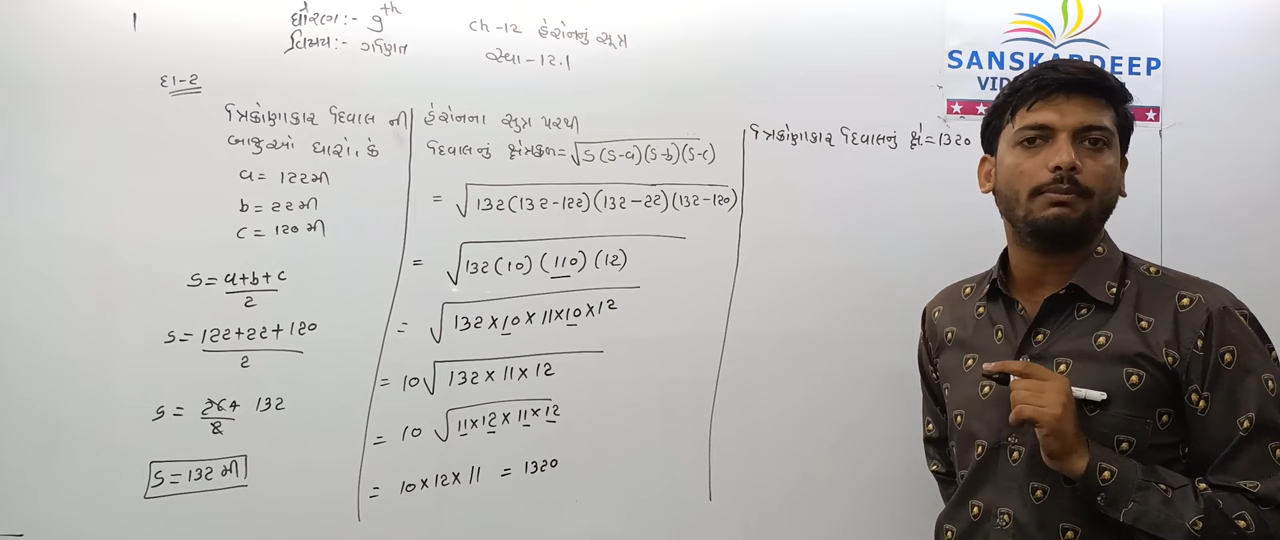 1
ધોરણ:- 9th
વિષય:- ગણિત
Ch-12 હેરોનનું સૂત્ર
સ્વા-12.1
SANSKARDEEP
VID
દા-2
ત્રિકોણાકાર દિવાલ ની
બાજુઓ ધારો કે
a = 122મી
b = 22મી
c = 120 મી
S = a+b+c / 2
S = 122+22+120 / 2
S = 264 / 2 132
S = 132 મી
હેરોનના સુત્ર પરથી
દિવાલનું ક્ષેત્રફળ = √S(S-a)(S-b)(S-c)
= √132(132-122)(132-22)(132-120)
= √132(10)(110)(12)
= √132×10×11×10×12
= 10√132×11×12
= 10 √11×12×11×12
= 10×12×11 = 1320
ત્રિકોણાકાર દિવાલનું ક્ષે = 1320